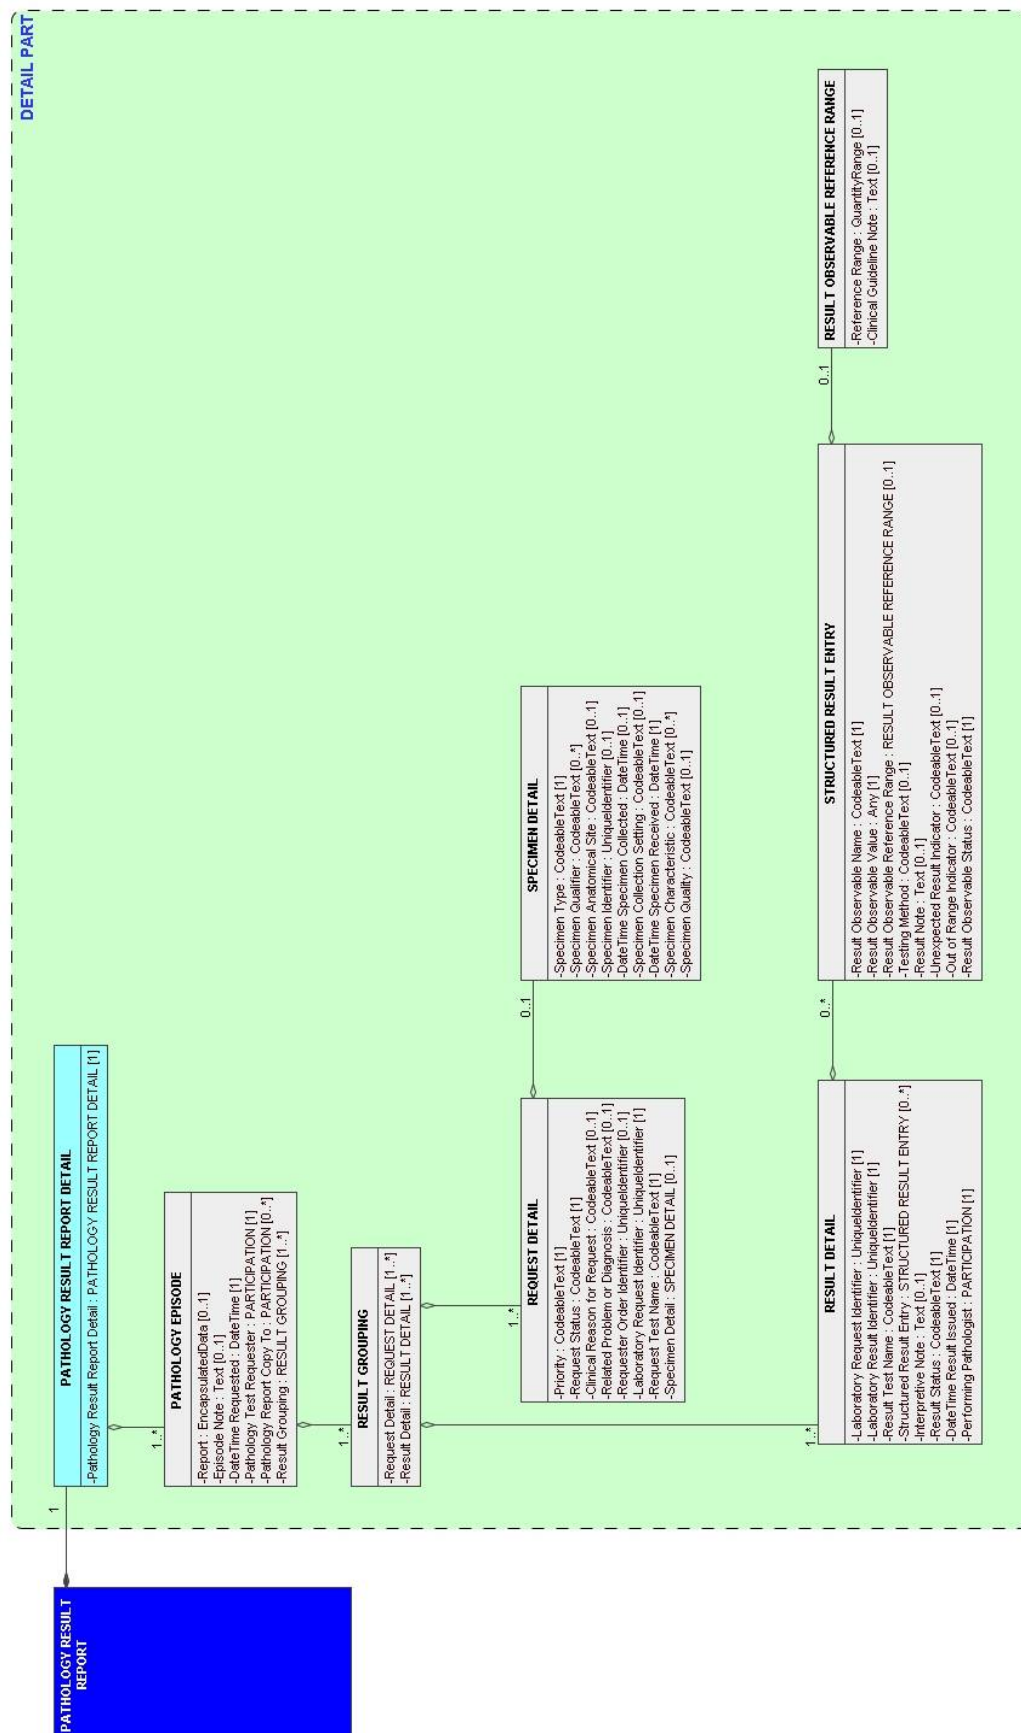 DETAIL PART
PATHOLOGY RESULT
REPORT
1
PATHOLOGY RESULT REPORT DETAIL
-Pathology Result Report Detail : PATHOLOGY RESULT REPORT DETAIL [1]
1..*
PATHOLOGY EPISODE
-Report : EncapsulatedData [0..1]
-Episode Note : Text [0..1]
-DateTime Requested : DateTime [1]
-Pathology Test Requester : PARTICIPATION [1]
-Pathology Report Copy To : PARTICIPATION [0..*]
-Result Grouping : RESULT GROUPING [1..*]
1..*
RESULT GROUPING
-Request Detail : REQUEST DETAIL [1..*]
-Result Detail : RESULT DETAIL [1..*]
1..*
REQUEST DETAIL
-Priority : CodeableText [1]
-Request Status : CodeableText [1]
-Clinical Reason for Request : CodeableText [0..1]
-Related Problem or Diagnosis : CodeableText [0..1]
-Requester Order Identifier : UniqueIdentifier [0..1]
-Laboratory Request Identifier : UniqueIdentifier [1]
-Request Test Name : CodeableText [1]
-Specimen Detail : SPECIMEN DETAIL [0..1]
0..1
SPECIMEN DETAIL
-Specimen Type : CodeableText [1]
-Specimen Qualifier : CodeableText [0..*]
-Specimen Anatomical Site : CodeableText [0..1]
-Specimen Identifier : UniqueIdentifier [0..1]
-DateTime Specimen Collected : DateTime [0..1]
-Specimen Collection Setting : CodeableText [0..1]
-DateTime Specimen Received : DateTime [1]
-Specimen Characteristic : CodeableText [0..*]
-Specimen Quality : CodeableText [0..1]
1..*
RESULT DETAIL
-Laboratory Request Identifier : UniqueIdentifier [1]
-Laboratory Result Identifier : UniqueIdentifier [1]
-Result Test Name : CodeableText [1]
-Structured Result Entry : STRUCTURED RESULT ENTRY [0..*]
-Interpretive Note : Text [0..1]
-Result Status : CodeableText [1]
-DateTime Result Issued : DateTime [1]
-Performing Pathologist : PARTICIPATION [1]
0..*
STRUCTURED RESULT ENTRY
-Result Observable Name : CodeableText [1]
-Result Observable Value : Any [1]
-Result Observable Reference Range : RESULT OBSERVABLE REFERENCE RANGE [0..1]
-Testing Method : CodeableText [0..1]
-Result Note : Text [0..1]
-Unexpected Result Indicator : CodeableText [0..1]
-Out of Range Indicator : CodeableText [0..1]
-Result Observable Status : CodeableText [1]
0..1
RESULT OBSERVABLE REFERENCE RANGE
-Reference Range : QuantityRange [0..1]
-Clinical Guideline Note : Text [0..1]